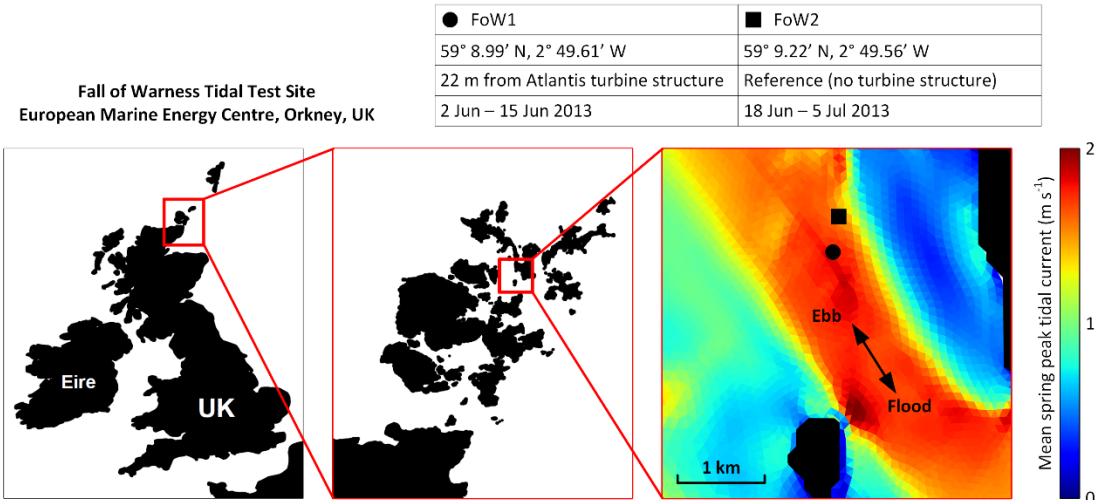 FoW1
FoW2
59° 8.99’ N, 2° 49.61’ W
59° 9.22’ N, 2° 49.56’ W
22 m from Atlantis turbine structure
Reference (no turbine structure)
2 Jun – 15 Jun 2013
18 Jun – 5 Jul 2013
Fall of Warness Tidal Test Site
European Marine Energy Centre, Orkney, UK
Eire
UK
Ebb
Flood
1 km
2
1
0
Mean spring peak tidal current (m s⁻¹)